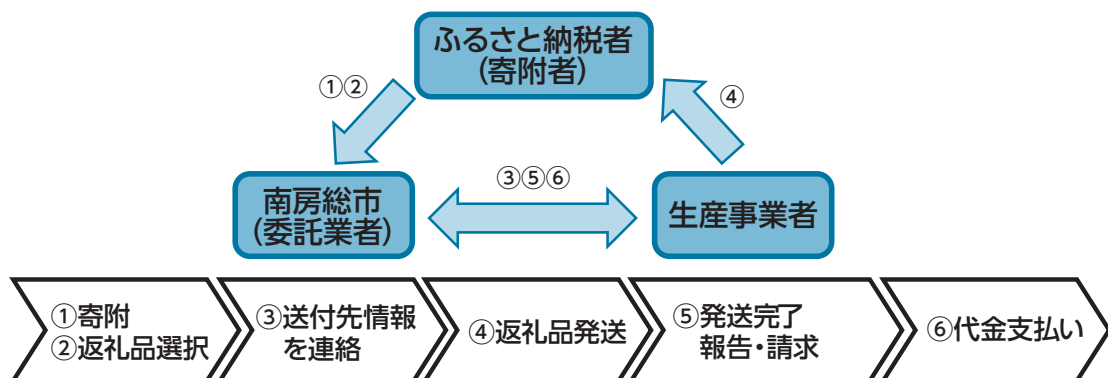 ふるさと納税者
(寄附者)
①②
④
③⑤⑥
南房総市
(委託業者)
生産事業者
①寄附
②返礼品選択
③送付先情報
を連絡
④返礼品発送
⑤発送完了
報告・請求
⑥代金支払い